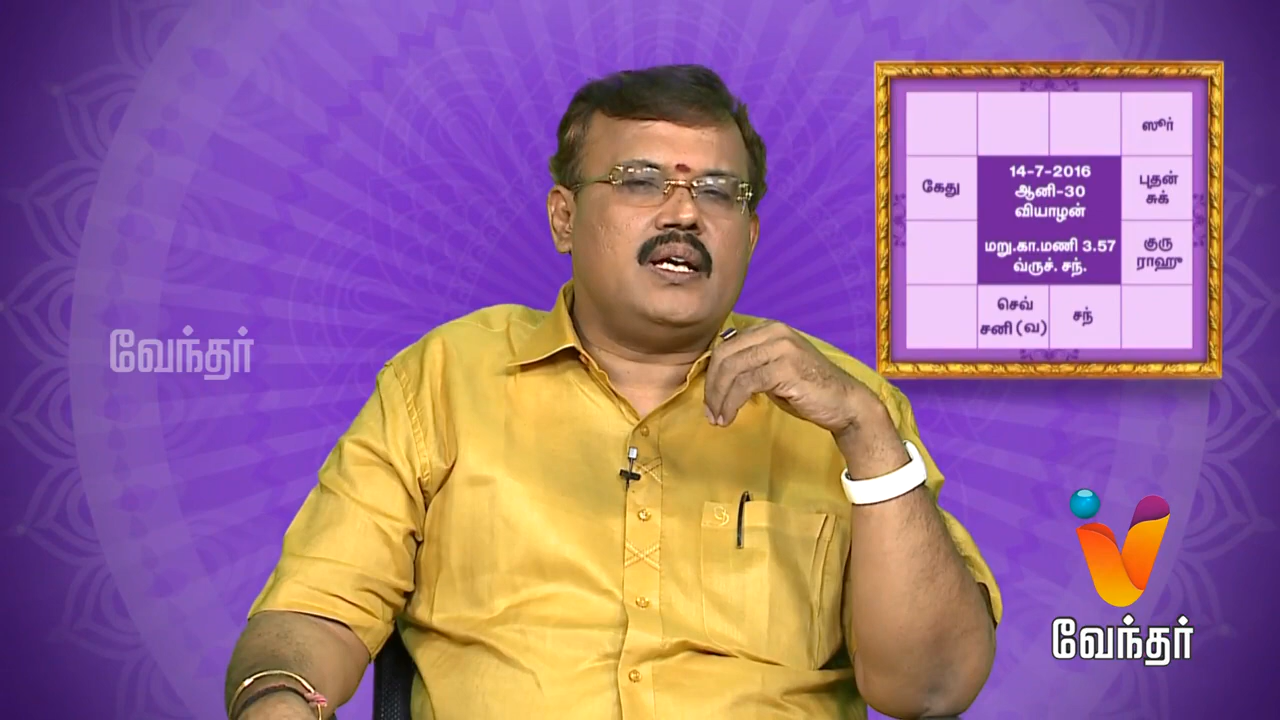 வேந்தர்
ஸூர்
கேது
14-7-2016
ஆனி-30
வியாழன்
மறு.கா.மணி 3.57
வ்ருச். சந்.
புதன்
சுக்
குரு
ராஹு
செவ்
சனி (வ)
சந்
வேந்தர்